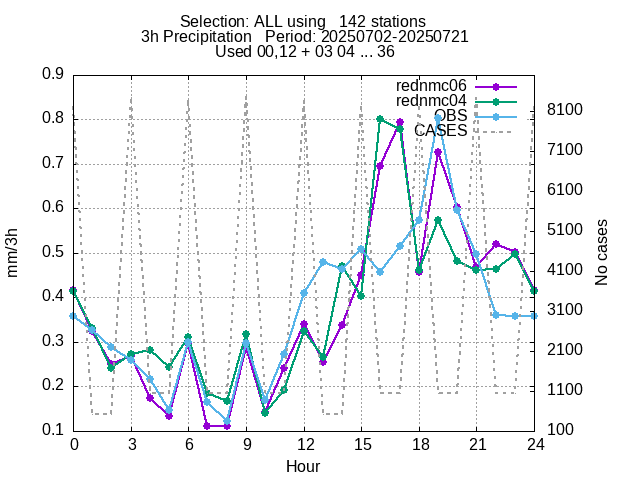 Selection: ALL using   142 stations
3h Precipitation   Period: 20250702-20250721
Used 00,12 + 03 04 ... 36
rednmc06
rednmc04
OBS
CASES
0.9
0.8
0.7
0.6
0.5
0.4
0.3
0.2
0.1
mm/3h
8100
7100
6100
5100
4100
3100
2100
1100
100
No cases
0 3 6 9 12 15 18 21 24
Hour